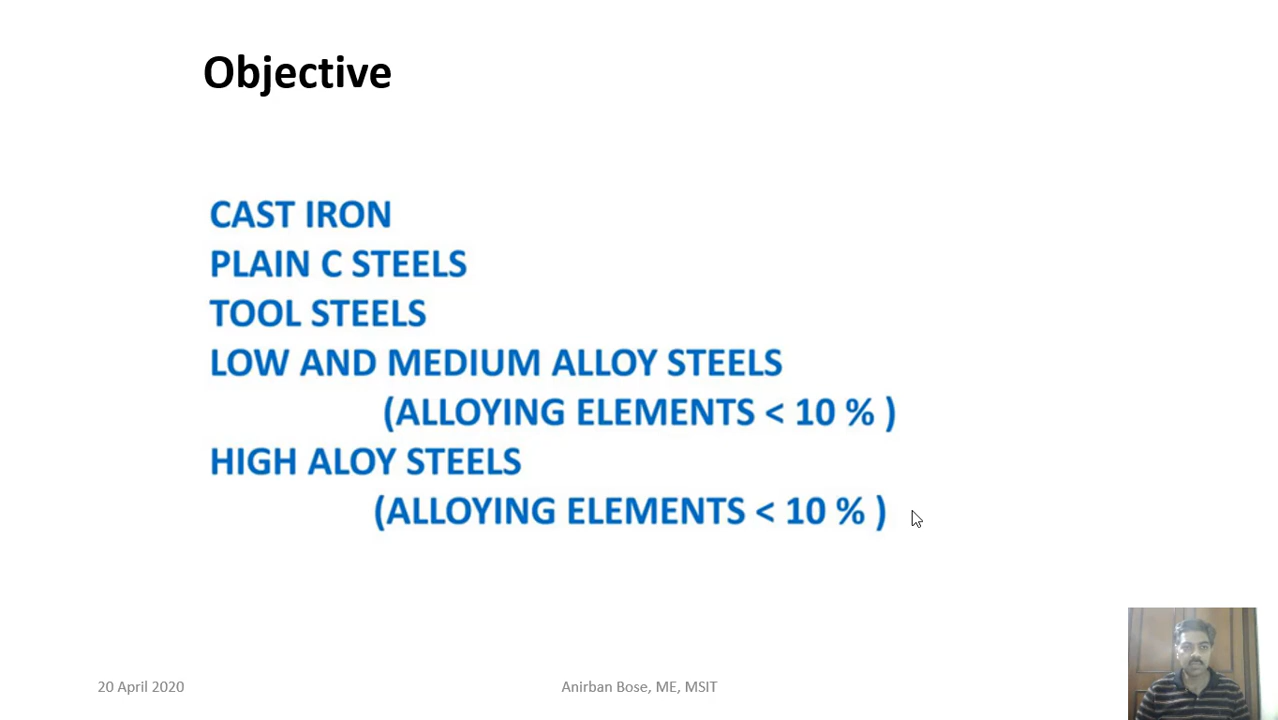 Objective
CAST IRON
PLAIN C STEELS
TOOL STEELS
LOW AND MEDIUM ALLOY STEELS
(ALLOYING ELEMENTS < 10 % )
HIGH ALOY STEELS
(ALLOYING ELEMENTS < 10 % )
20 April 2020
Anirban Bose, ME, MSIT